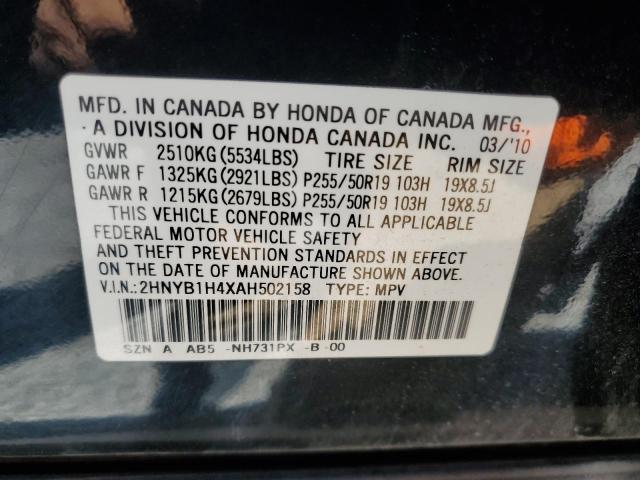 MFD. IN CANADA BY HONDA OF CANADA MFG.,
A DIVISION OF HONDA CANADA INC. 03/'10
GVWR 2510KG(5534LBS) TIRE SIZE RIM SIZE
GAWR F 1325KG(2921LBS) P255/50R19 103H 19X8.5J
GAWR R 1215KG(2679LBS) P255/50R19 103H 19X8.5J
THIS VEHICLE CONFORMS TO ALL APPLICABLE
FEDERAL MOTOR VEHICLE SAFETY
AND THEFT PREVENTION STANDARDS IN EFFECT
ON THE DATE OF MANUFACTURE SHOWN ABOVE.
V.I.N.:2HNYB1H4XAH502158 TYPE: MPV
SZN A AB5 -NH731PX -B-00